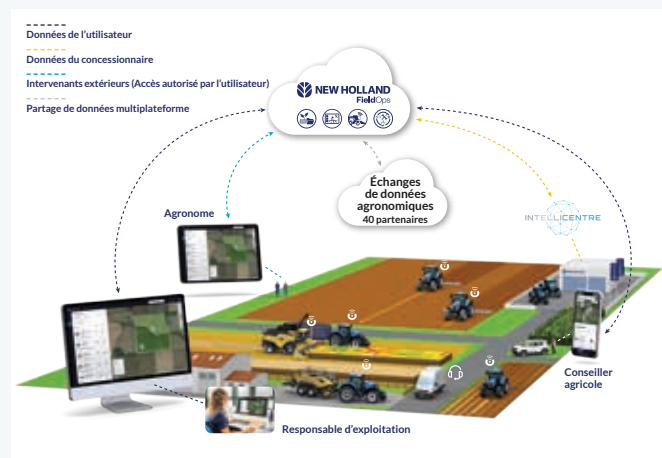 Données de l'utilisateur
Données du concessionnaire
Intervenants extérieurs (Accès autorisé par l'utilisateur)
Partage de données multiplateforme
NEW HOLLAND
FieldOps
Échanges
de données
agronomiques
40 partenaires
Agronome
INTELLICENTRE
Conseiller
agricole
Responsable d'exploitation